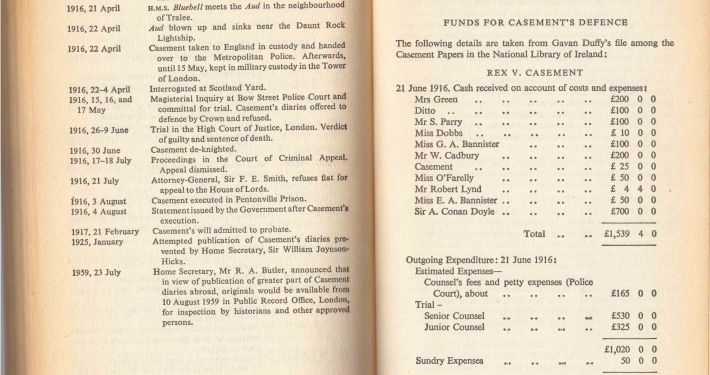 1916, 21 April H.M.S. Bluebell meets the Aud in the neighbourhood
of Tralee.
1916, 22 April Aud blown up and sinks near the Daunt Rock
Lightship.
1916, 22 April Casement taken to England in custody and handed
over to the Metropolitan Police. Afterwards,
until 15 May, kept in military custody in the Tower
of London.
1916, 22–4 April Interrogated at Scotland Yard.
1916, 15, 16, and Magisterial Inquiry at Bow Street Police Court and
17 May committal for trial. Casement's diaries offered to
defence by Crown and refused.
1916, 26–9 June Trial in the High Court of Justice, London. Verdict
of guilty and sentence of death.
1916, 30 June Casement de-knighted.
1916, 17–18 July Proceedings in the Court of Criminal Appeal.
Appeal dismissed.
1916, 21 July Attorney-General, Sir F. E. Smith, refuses fiat for
appeal to the House of Lords.
1916, 3 August Casement executed in Pentonville Prison.
1916, 4 August Statement issued by the Government after Casement's
execution.
1917, 21 February Casement's will admitted to probate.
1925, January Attempted publication of Casement's diaries pre-
vented by Home Secretary, Sir William Joynson-
Hicks.
1959, 23 July Home Secretary, Mr R. A. Butler, announced that
in view of publication of greater part of Casement
diaries abroad, originals would be available from
10 August 1959 in Public Record Office, London,
for inspection by historians and other approved
persons.
FUNDS FOR CASEMENT'S DEFENCE
The following details are taken from Gavan Duffy's file among the
Casement Papers in the National Library of Ireland:
REX V. CASEMENT
21 June 1916. Cash received on account of costs and expenses:
Mrs Green .. .. .. .. .. £200 0 0
Ditto .. .. .. .. .. .. £100 0 0
Mr S. Parry .. .. .. .. .. £100 0 0
Miss Dobbs .. .. .. .. .. £ 10 0 0
Miss G. A. Bannister .. .. .. .. £100 0 0
Mr W. Cadbury .. .. .. .. £200 0 0
Casement .. .. .. .. .. £ 25 0 0
Miss O'Farelly .. .. .. .. £ 50 0 0
Mr Robert Lynd .. .. .. .. £ 4 4 0
Miss E. A. Bannister .. .. .. .. £ 50 0 0
Sir A. Conan Doyle .. .. .. .. £700 0 0
Total .. .. £1,539 4 0
Outgoing Expenditure: 21 June 1916:
Estimated Expenses—
Counsel's fees and petty expenses (Police
Court), about .. .. .. .. £165 0 0
Trial –
Senior Counsel .. .. .. .. £530 0 0
Junior Counsel .. .. .. .. £325 0 0
£1,020 0 0
Sundry Expenses .. .. .. .. 50 0 0